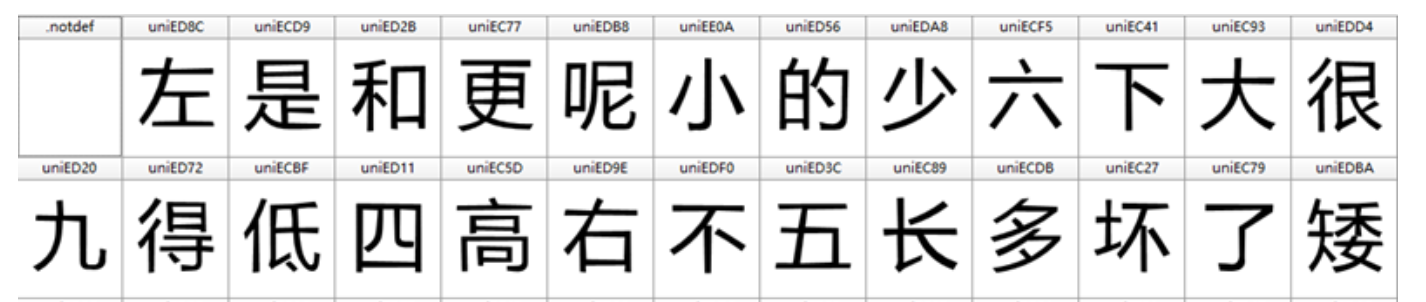 .notdef uniED8C uniECD9 uniED2B uniEC77 uniEDB8 uniEE0A uniED56 uniEDA8 uniECF5 uniEC41 uniEC93 uniEDD4
左 是 和 更 呢 小 的 少 六 下 大 很
uniED20 uniED72 uniECBF uniED11 uniEC5D uniED9E uniEDF0 uniED3C uniEC89 uniECDB uniEC27 uniEC79 uniEDBA
九 得 低 四 高 右 不 五 长 多 坏 了 矮